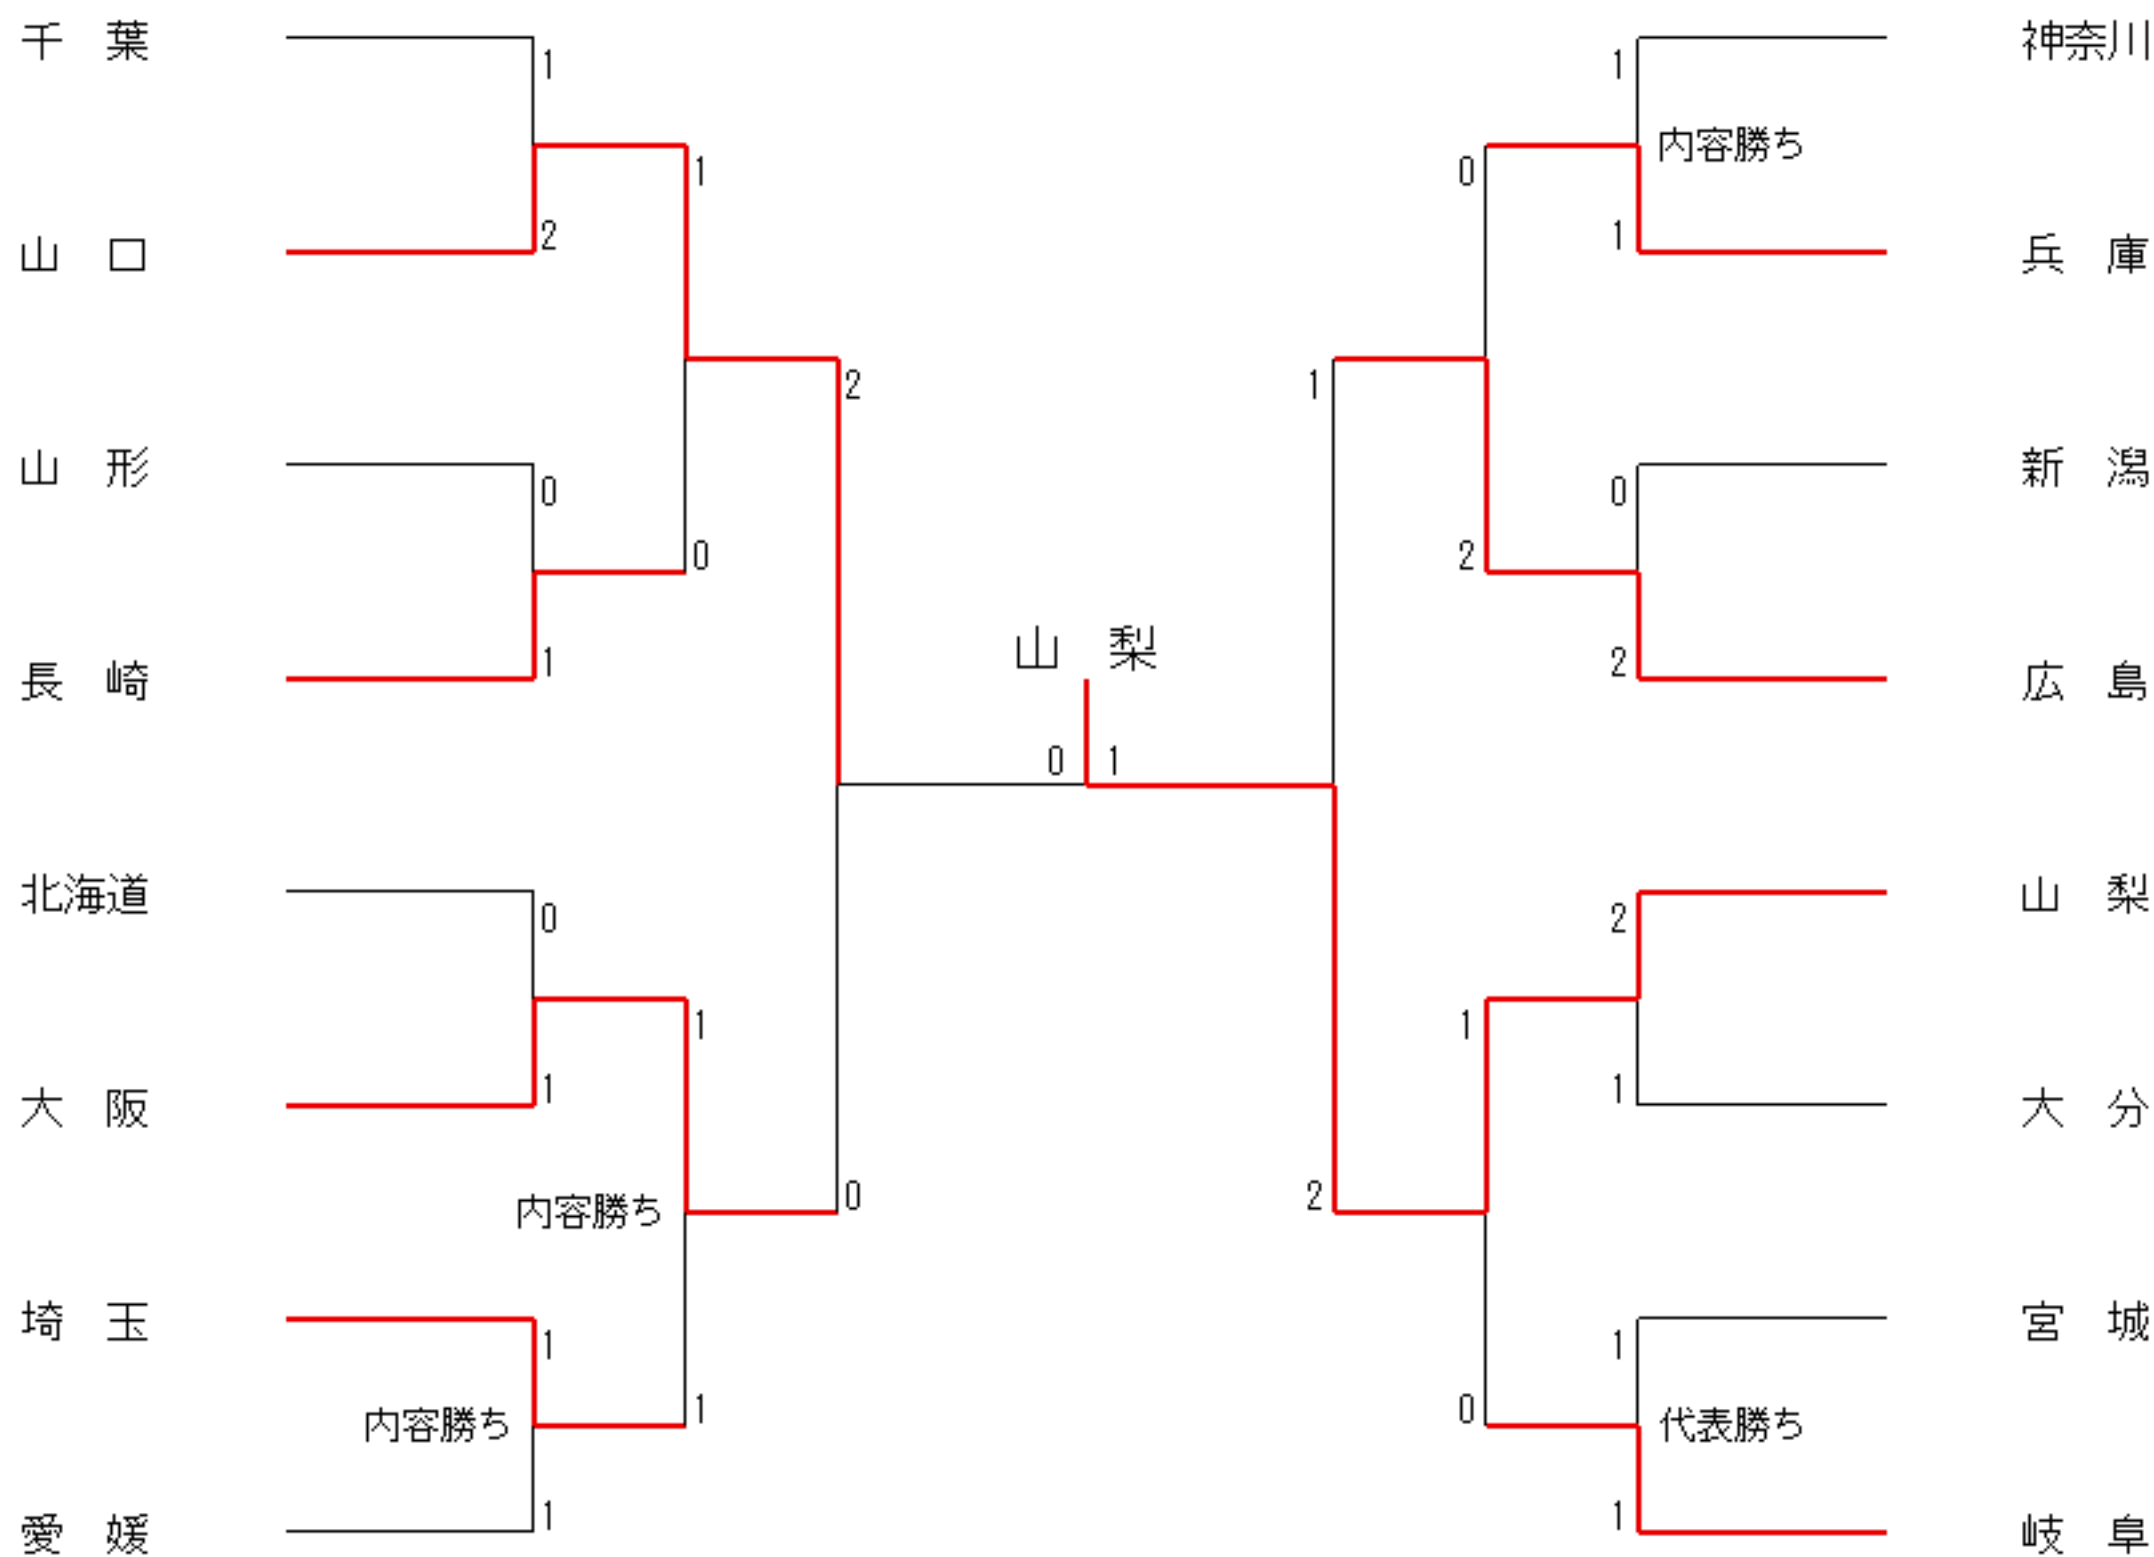 千　葉
1
神奈川
1
内容勝ち
1
0
山　口
2
兵　庫
1
2
1
山　形
0
新　潟
0
0
2
長　崎
1
広　島
2
山　梨
0
1
北海道
0
山　梨
2
1
1
大　阪
1
大　分
1
内容勝ち
0
2
埼　玉
1
宮　城
1
内容勝ち
1
0
代表勝ち
愛　媛
1
岐　阜
1